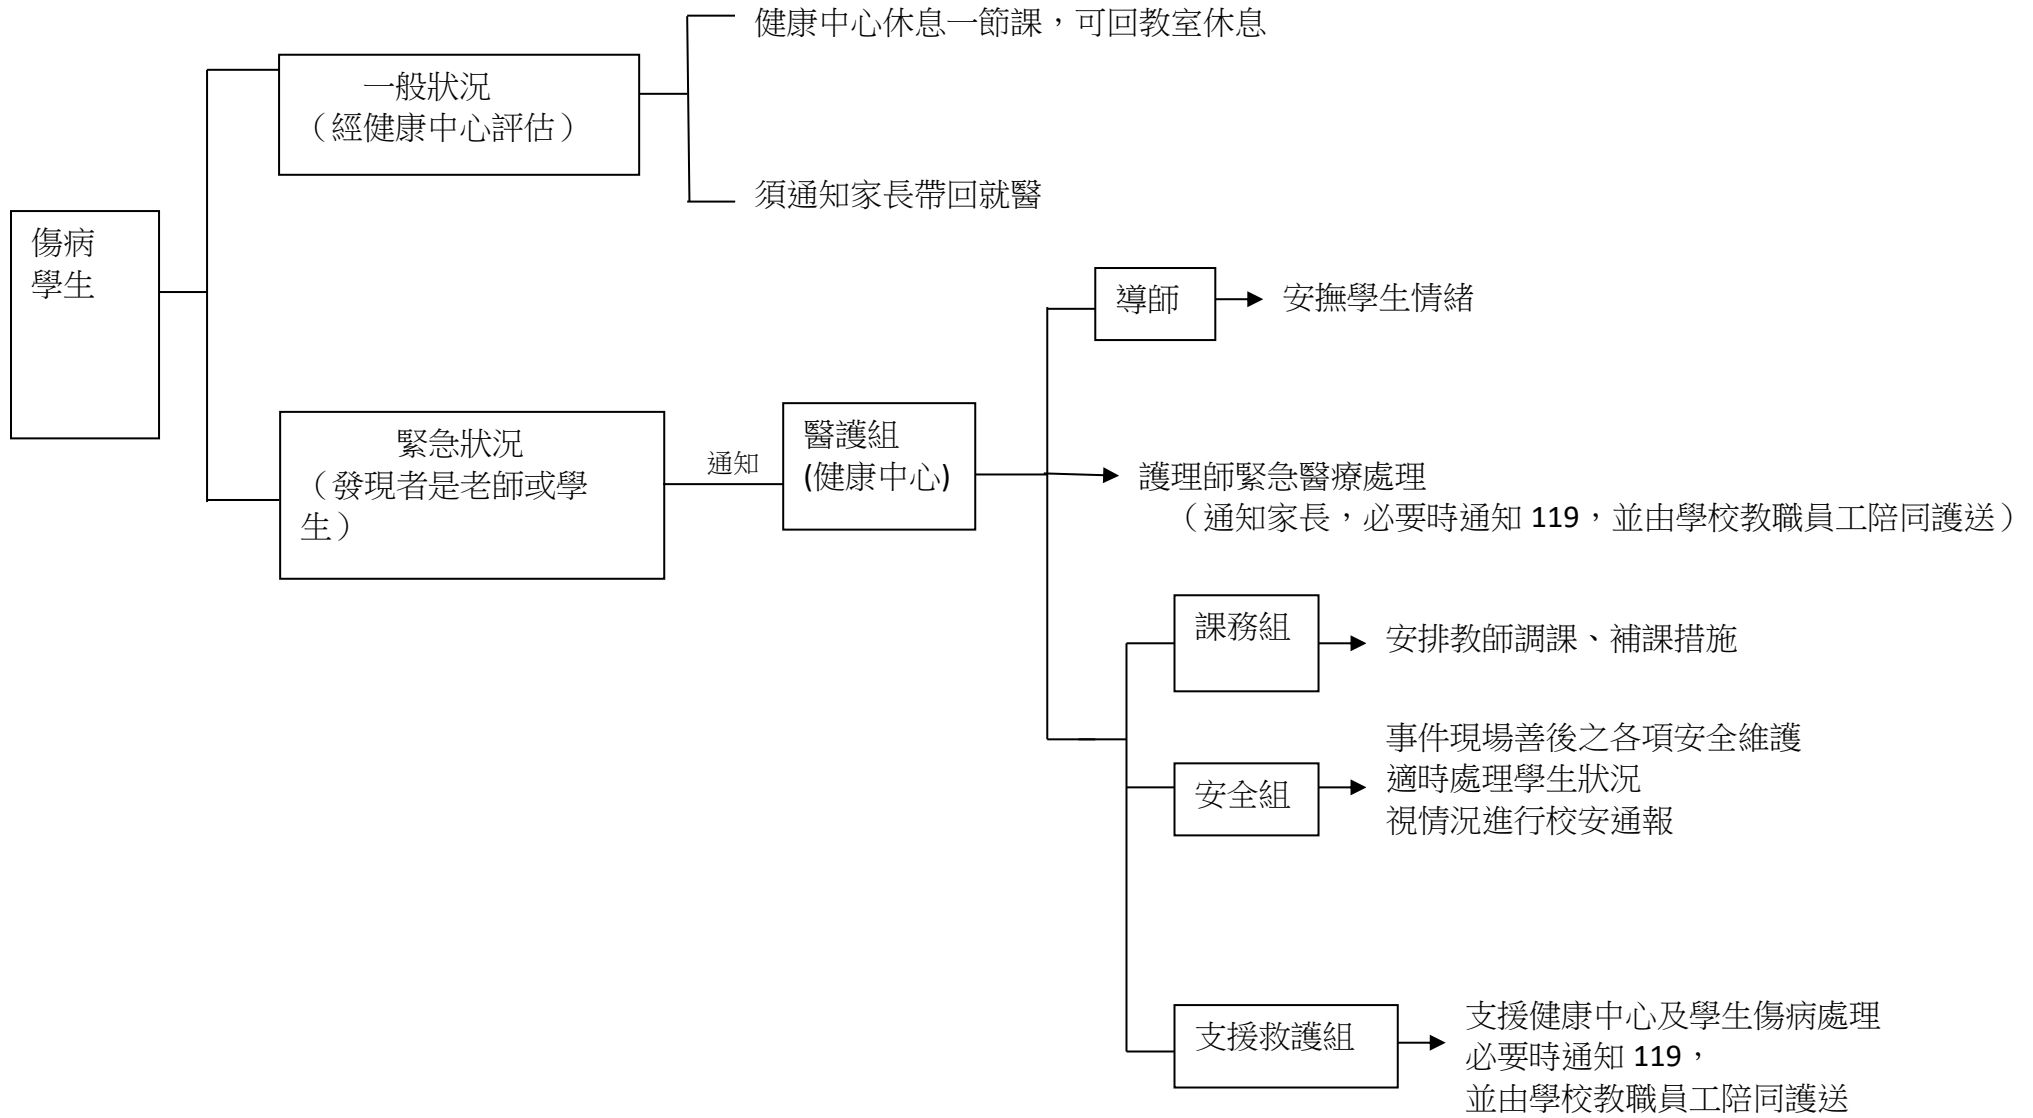 健康中心休息一節課，可回教室休息
一般狀況
（經健康中心評估）
須通知家長帶回就醫
傷病
學生
導師
安撫學生情緒
緊急狀況
（發現者是老師或學
生）
通知
醫護組
(健康中心)
護理師緊急醫療處理
（通知家長，必要時通知 119，並由學校教職員工陪同護送）
課務組
安排教師調課、補課措施
事件現場善後之各項安全維護
安全組
適時處理學生狀況
視情況進行校安通報
支援救護組
支援健康中心及學生傷病處理
必要時通知 119，
並由學校教職員工陪同護送